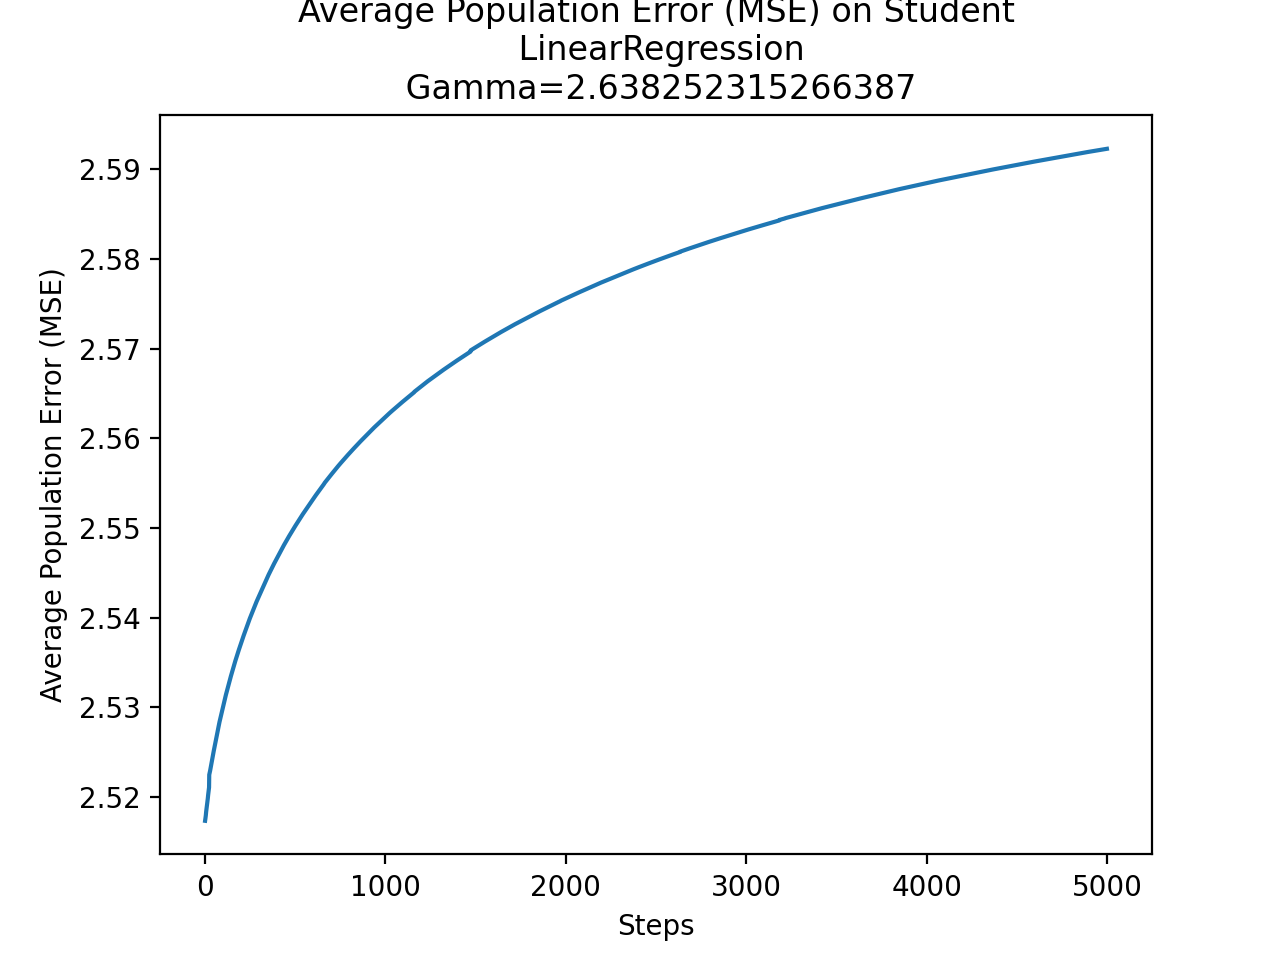 Average Population Error (MSE) on Student
LinearRegression
Gamma=2.638252315266387
Average Population Error (MSE)
2.59
2.58
2.57
2.56
2.55
2.54
2.53
2.52
0 1000 2000 3000 4000 5000
Steps